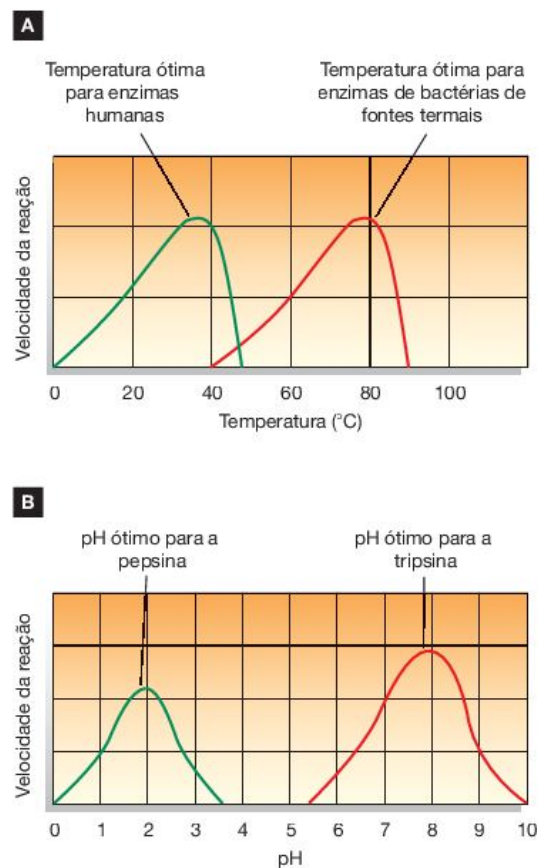 A
Temperatura ótima
para enzimas
humanas
Temperatura ótima para
enzimas de bactérias de
fontes termais
Velocidade da reação
0 20 40 60 80 100
Temperatura (°C)
B
pH ótimo para a
pepsina
pH ótimo para a
tripsina
Velocidade da reação
0 1 2 3 4 5 6 7 8 9 10
pH